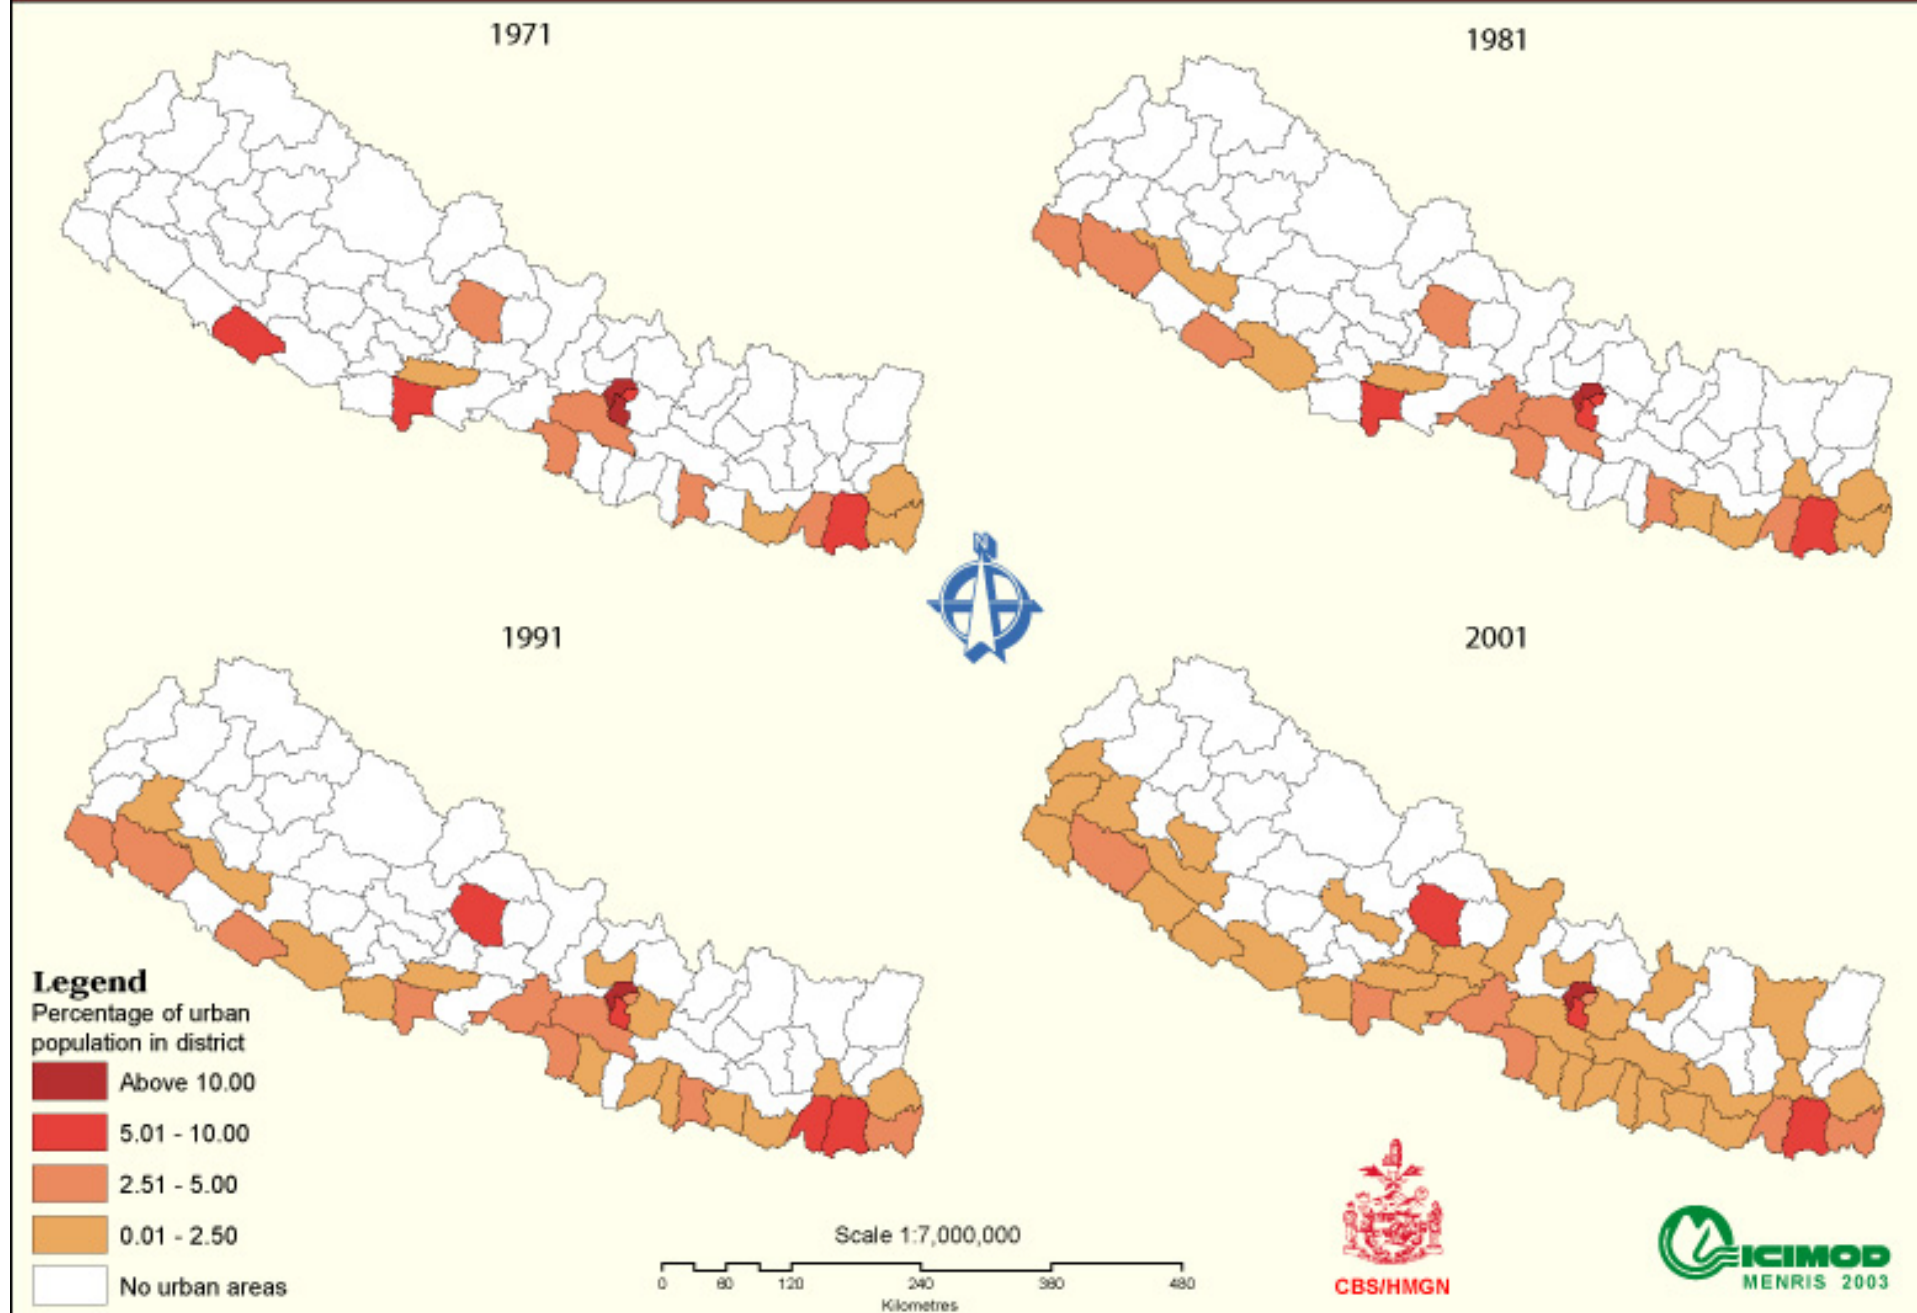 1971
1981
N
1991
2001
Legend
Percentage of urban
population in district
Above 10.00
5.01 - 10.00
2.51 - 5.00
0.01 - 2.50
No urban areas
Scale 1:7,000,000
0 60 120 240 360 480
Kilometres
CBS/HMGN
ICIMOD
MENRIS 2003